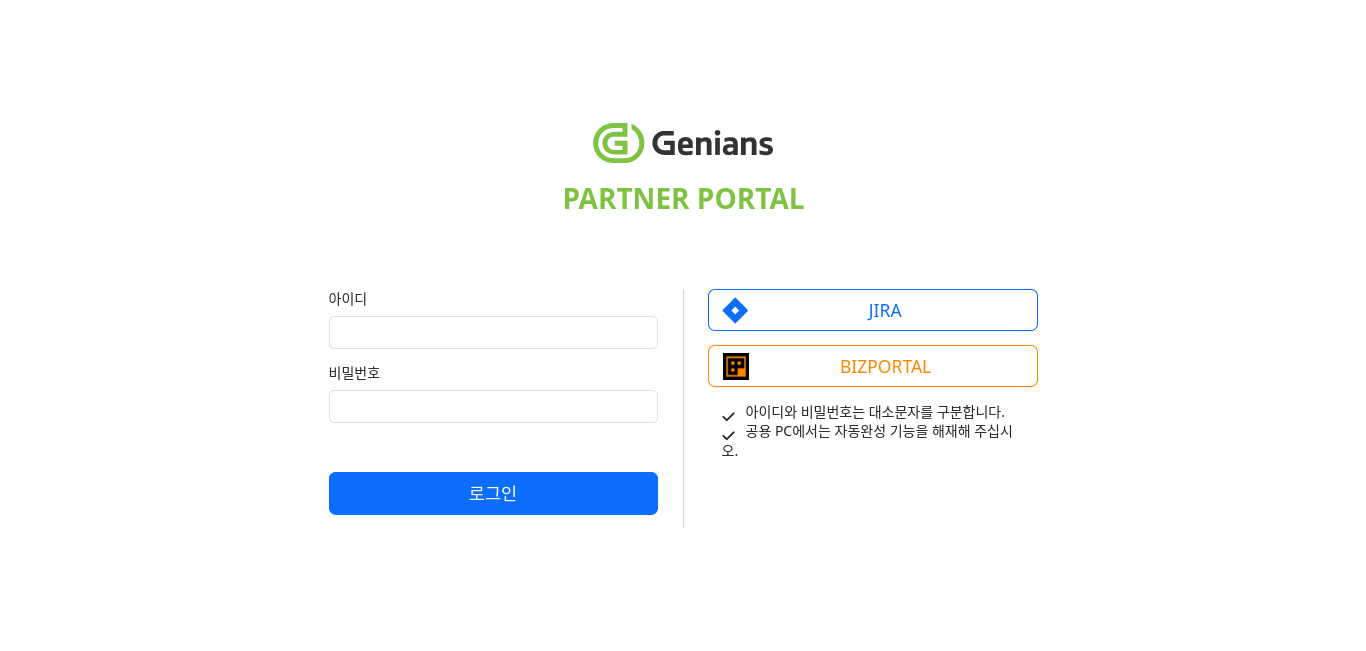 Genians
PARTNER PORTAL
아이디
비밀번호
로그인
JIRA
BIZPORTAL
아이디와 비밀번호는 대소문자를 구분합니다.
공용 PC에서는 자동완성 기능을 해재해 주십시
오.